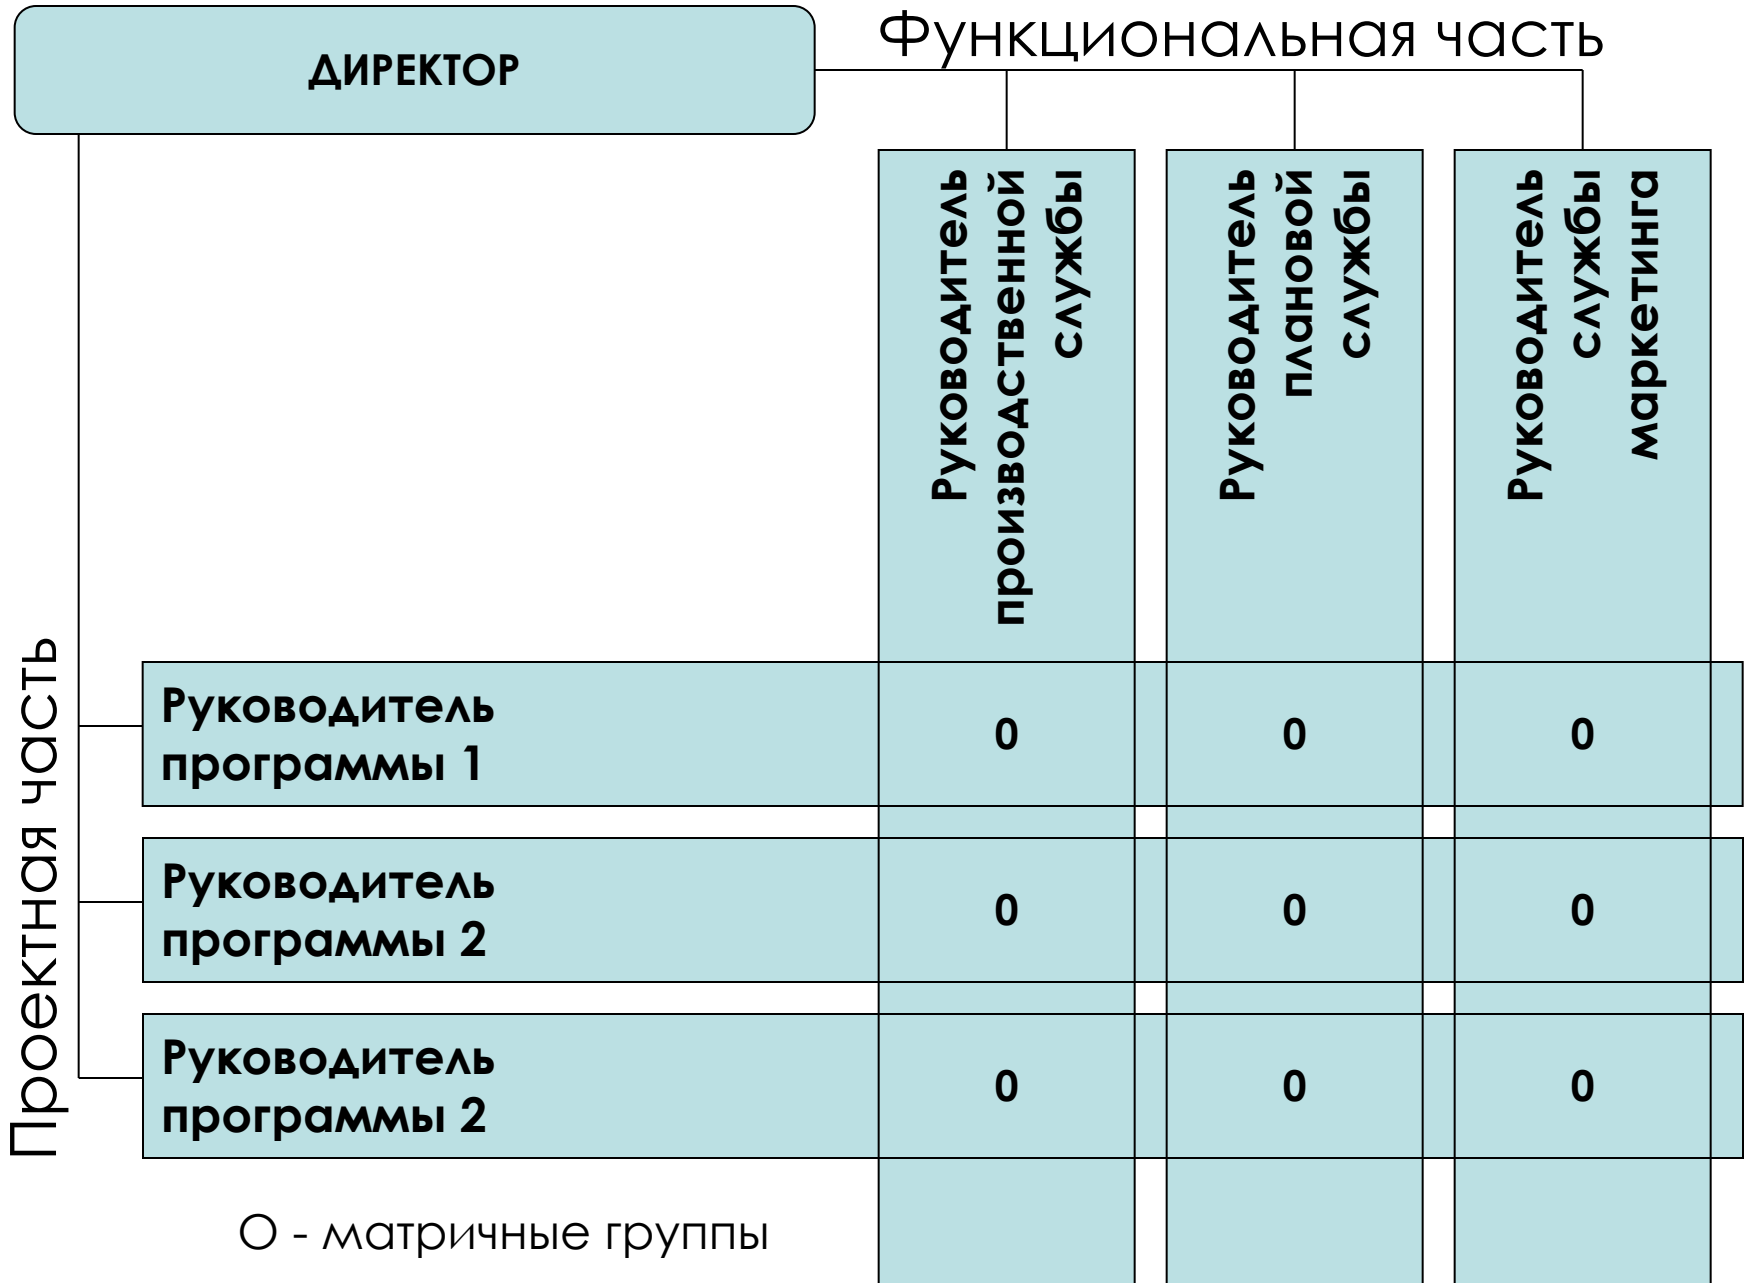 ДИРЕКТОР
Функциональная часть
Руководитель
производственной
службы
Руководитель
плановой
службы
Руководитель
службы
маркетинга
Проектная часть
Руководитель
программы 1
0 0 0
Руководитель
программы 2
0 0 0
Руководитель
программы 2
0 0 0
О - матричные группы